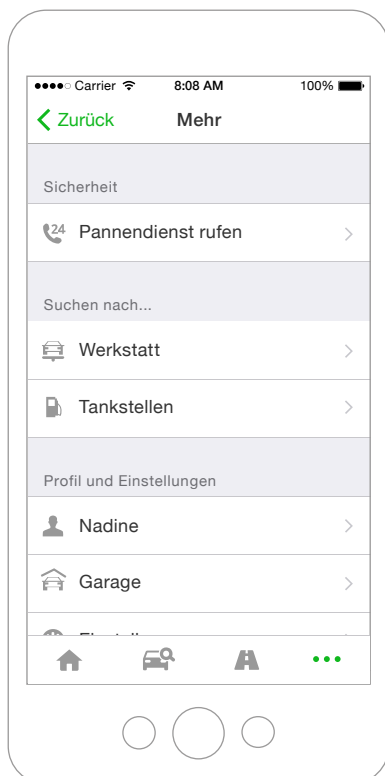 Carrier 8:08 AM 100%
Zurück Mehr
Sicherheit
24 Pannendienst rufen
Suchen nach...
Werkstatt
Tankstellen
Profil und Einstellungen
Nadine
Garage